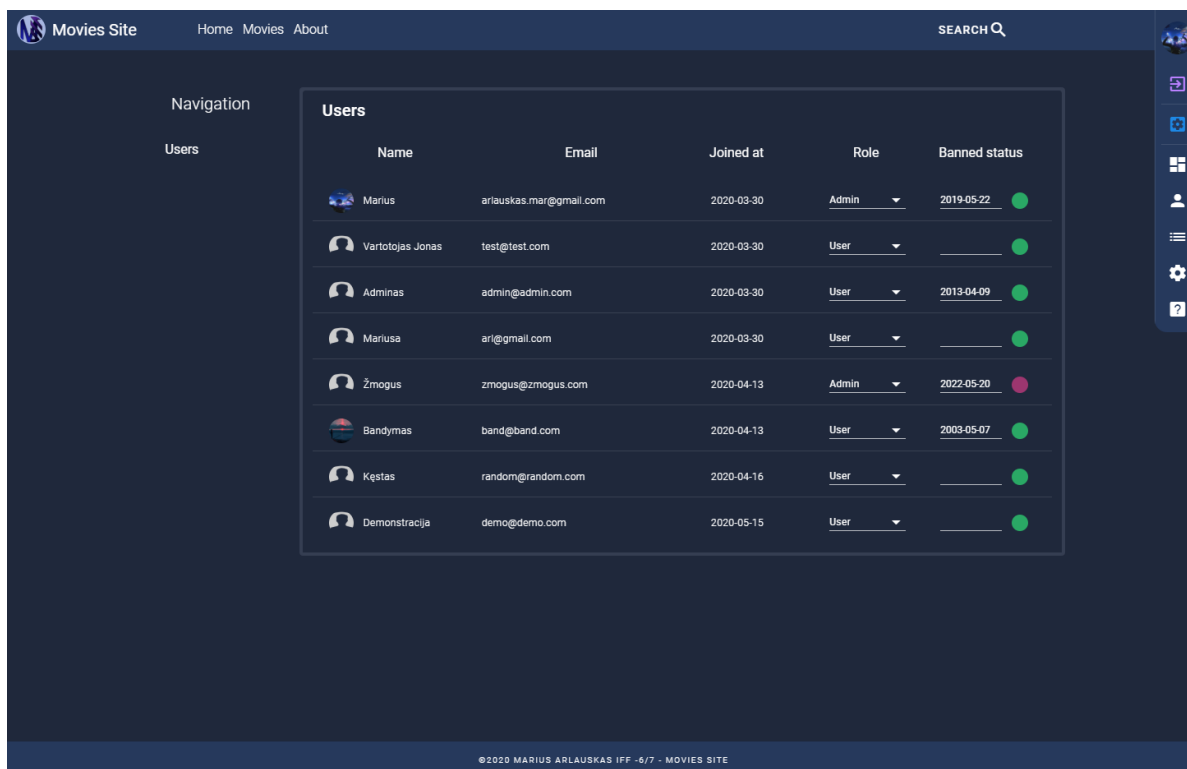 Movies Site Home Movies About SEARCH
Navigation
Users
Users
Name Email Joined at Role Banned status
Marius arlauskas.mar@gmail.com 2020-03-30 Admin 2019-05-22
Vartotojas Jonas test@test.com 2020-03-30 User
Adminas admin@admin.com 2020-03-30 User 2013-04-09
Mariusa arl@gmail.com 2020-03-30 User
Žmogus zmogus@zmogus.com 2020-04-13 Admin 2022-05-20
Bandymas band@band.com 2020-04-13 User 2003-05-07
Kęstas random@random.com 2020-04-16 User
Demonstracija demo@demo.com 2020-05-15 User
©2020 MARIUS ARLAUSKAS IFF -6/7 - MOVIES SITE